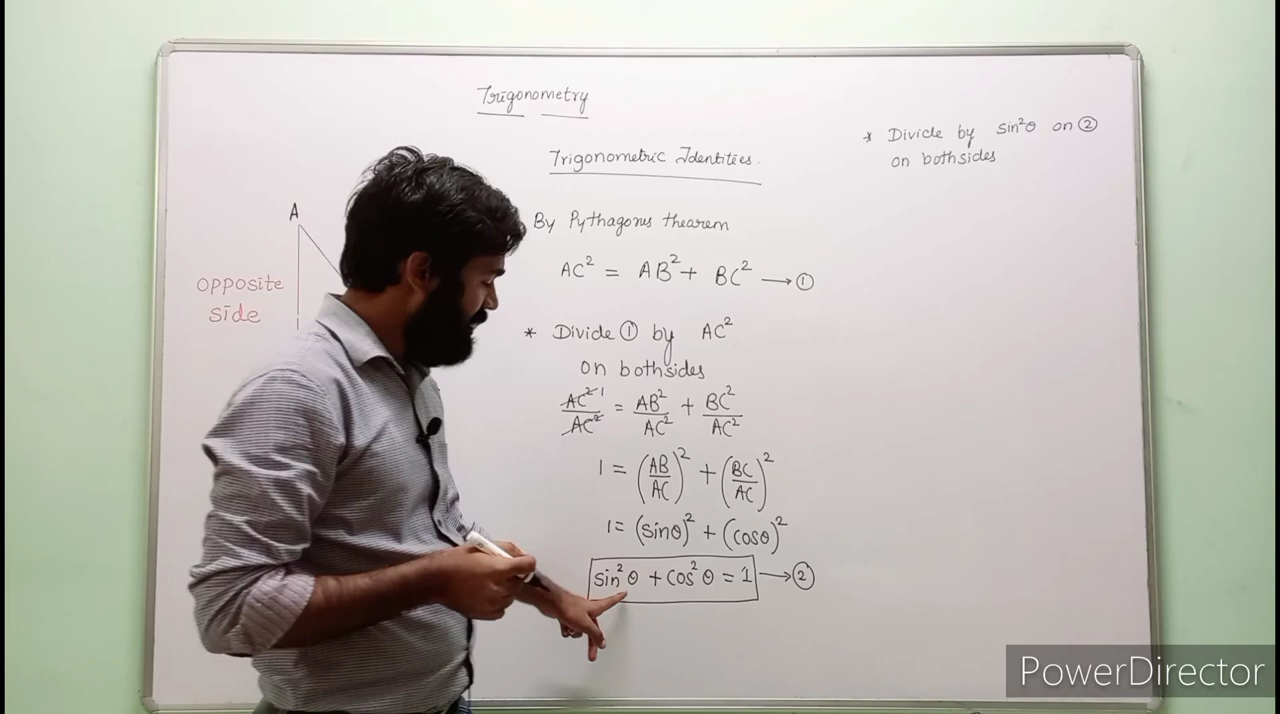 Trigonometry
Trigonometric Identities.
A
opposite
side
By Pythagorus theorem
AC² = AB² + BC² → ①
* Divide ① by AC²
on bothsides
AC²/AC² 1 = AB²/AC² + BC²/AC²
1 = (AB/AC)² + (BC/AC)²
1 = (sinθ)² + (cosθ)²
sin²θ + cos²θ = 1 → ②
* Divide by sin²θ on ②
on bothsides
PowerDirector